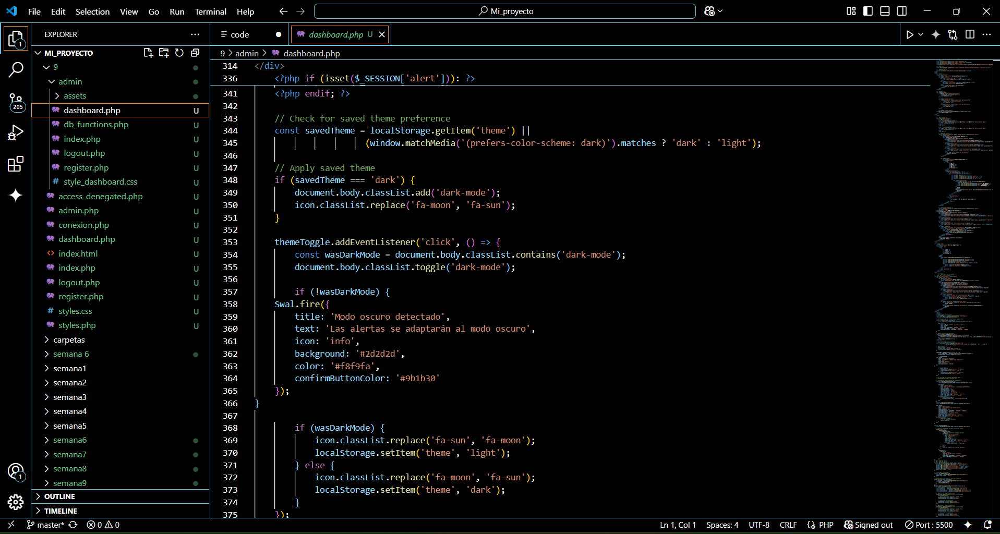 File Edit Selection View Go Run Terminal Help
Mi_proyecto
EXPLORER
MI_PROYECTO
9
admin
assets
dashboard.php U
db_functions.php U
index.php U
logout.php U
register.php U
style_dashboard.css U
access_denegated.php U
admin.php U
conexion.php U
dashboard.php U
index.html U
index.php U
logout.php U
register.php U
styles.css U
styles.php U
carpetas
semana 6
semana1
semana2
semana3
semana4
semana5
semana6
semana7
semana8
semana9
OUTLINE
TIMELINE
1
205
1
code
dashboard.php U
9 > admin > dashboard.php
314 </div>
336 <?php if (isset($_SESSION['alert'])): ?>
341 <?php endif; ?>
342
343 // Check for saved theme preference
344 const savedTheme = localStorage.getItem('theme') ||
345 (window.matchMedia('(prefers-color-scheme: dark)').matches ? 'dark' : 'light');
346
347 // Apply saved theme
348 if (savedTheme === 'dark') {
349 document.body.classList.add('dark-mode');
350 icon.classList.replace('fa-moon', 'fa-sun');
351 }
352
353 themeToggle.addEventListener('click', () => {
354 const wasDarkMode = document.body.classList.contains('dark-mode');
355 document.body.classList.toggle('dark-mode');
356
357 if (!wasDarkMode) {
358 Swal.fire({
359 title: 'Modo oscuro detectado',
360 text: 'Las alertas se adaptarán al modo oscuro',
361 icon: 'info',
362 background: '#2d2d2d',
363 color: '#f8f9fa',
364 confirmButtonColor: '#9b1b30'
365 });
366 }
367
368 if (wasDarkMode) {
369 icon.classList.replace('fa-sun', 'fa-moon');
370 localStorage.setItem('theme', 'light');
371 } else {
372 icon.classList.replace('fa-moon', 'fa-sun');
373 localStorage.setItem('theme', 'dark');
374 }
375 });
master* 0 0
Ln 1, Col 1 Spaces: 4 UTF-8 CRLF {} PHP Signed out Port : 5500